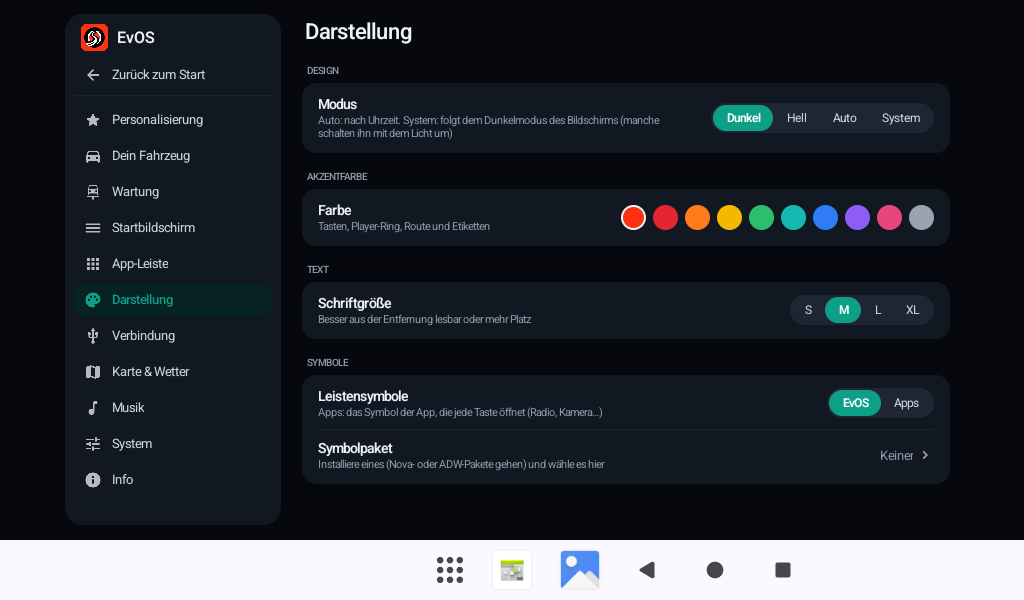 EvOS
Zurück zum Start
Personalisierung
Dein Fahrzeug
Wartung
Startbildschirm
App-Leiste
Darstellung
Verbindung
Karte & Wetter
Musik
System
Info
Darstellung
DESIGN
Modus
Auto: nach Uhrzeit. System: folgt dem Dunkelmodus des Bildschirms (manche
schalten ihn mit dem Licht um)
Dunkel Hell Auto System
AKZENTFARBE
Farbe
Tasten, Player-Ring, Route und Etiketten
TEXT
Schriftgröße
Besser aus der Entfernung lesbar oder mehr Platz
S M L XL
SYMBOLE
Leistensymbole
Apps: das Symbol der App, die jede Taste öffnet (Radio, Kamera...)
EvOS Apps
Symbolpaket
Installiere eines (Nova- oder ADW-Pakete gehen) und wähle es hier
Keiner